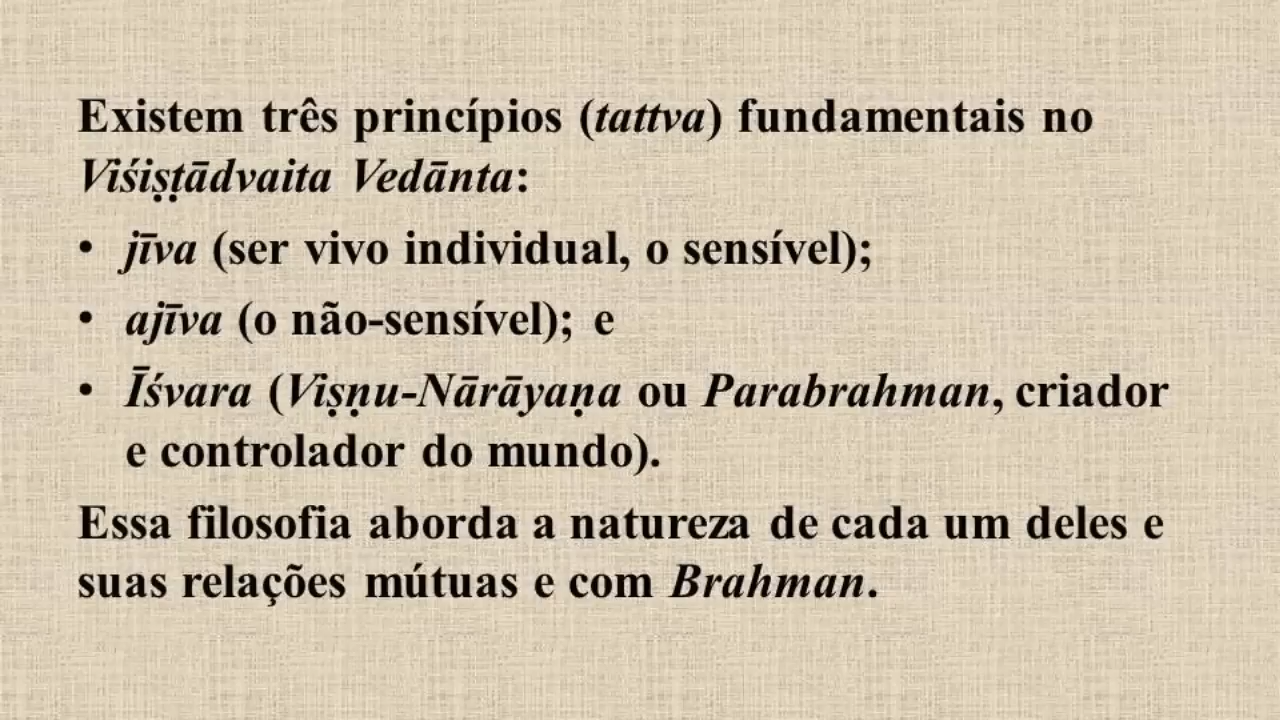 Existem três princípios (tattva) fundamentais no
Viśiṣṭādvaita Vedānta:
• jīva (ser vivo individual, o sensível);
• ajīva (o não-sensível); e
• Īśvara (Viṣṇu-Nārāyaṇa ou Parabrahman, criador
e controlador do mundo).
Essa filosofia aborda a natureza de cada um deles e
suas relações mútuas e com Brahman.